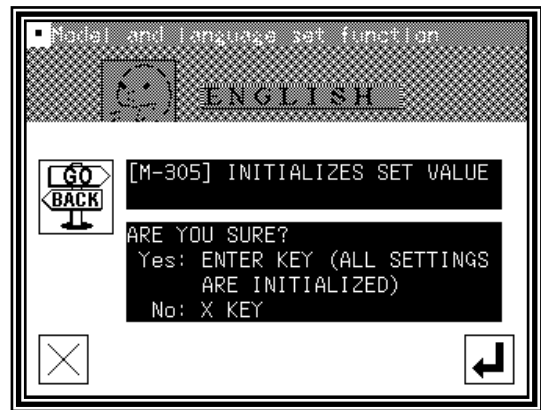 Model and language set function
ENGLISH
GO
BACK
[M-305] INITIALIZES SET VALUE
ARE YOU SURE?
Yes: ENTER KEY (ALL SETTINGS
ARE INITIALIZED)
No: X KEY